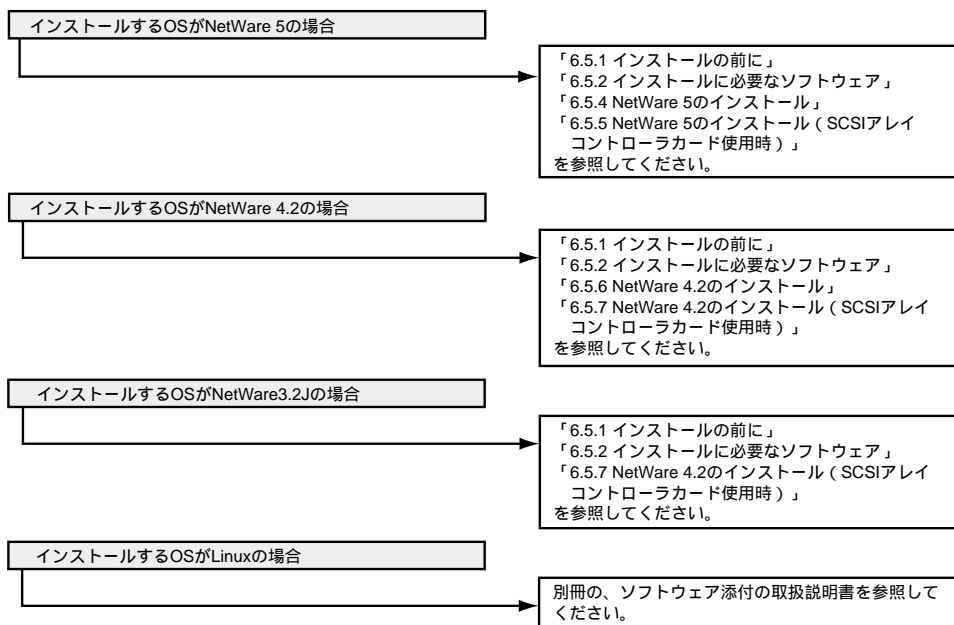 インストールするOSがNetWare 5の場合
「6.5.1 インストールの前に」
「6.5.2 インストールに必要なソフトウェア」
「6.5.4 NetWare 5のインストール」
「6.5.5 NetWare 5のインストール（SCSIアレイ
コントローラカード使用時）」
を参照してください。
インストールするOSがNetWare 4.2の場合
「6.5.1 インストールの前に」
「6.5.2 インストールに必要なソフトウェア」
「6.5.6 NetWare 4.2のインストール」
「6.5.7 NetWare 4.2のインストール（SCSIアレイ
コントローラカード使用時）」
を参照してください。
インストールするOSがNetWare3.2Jの場合
「6.5.1 インストールの前に」
「6.5.2 インストールに必要なソフトウェア」
「6.5.7 NetWare 4.2のインストール（SCSIアレイ
コントローラカード使用時）」
を参照してください。
インストールするOSがLinuxの場合
別冊の、ソフトウェア添付の取扱説明書を参照して
ください。